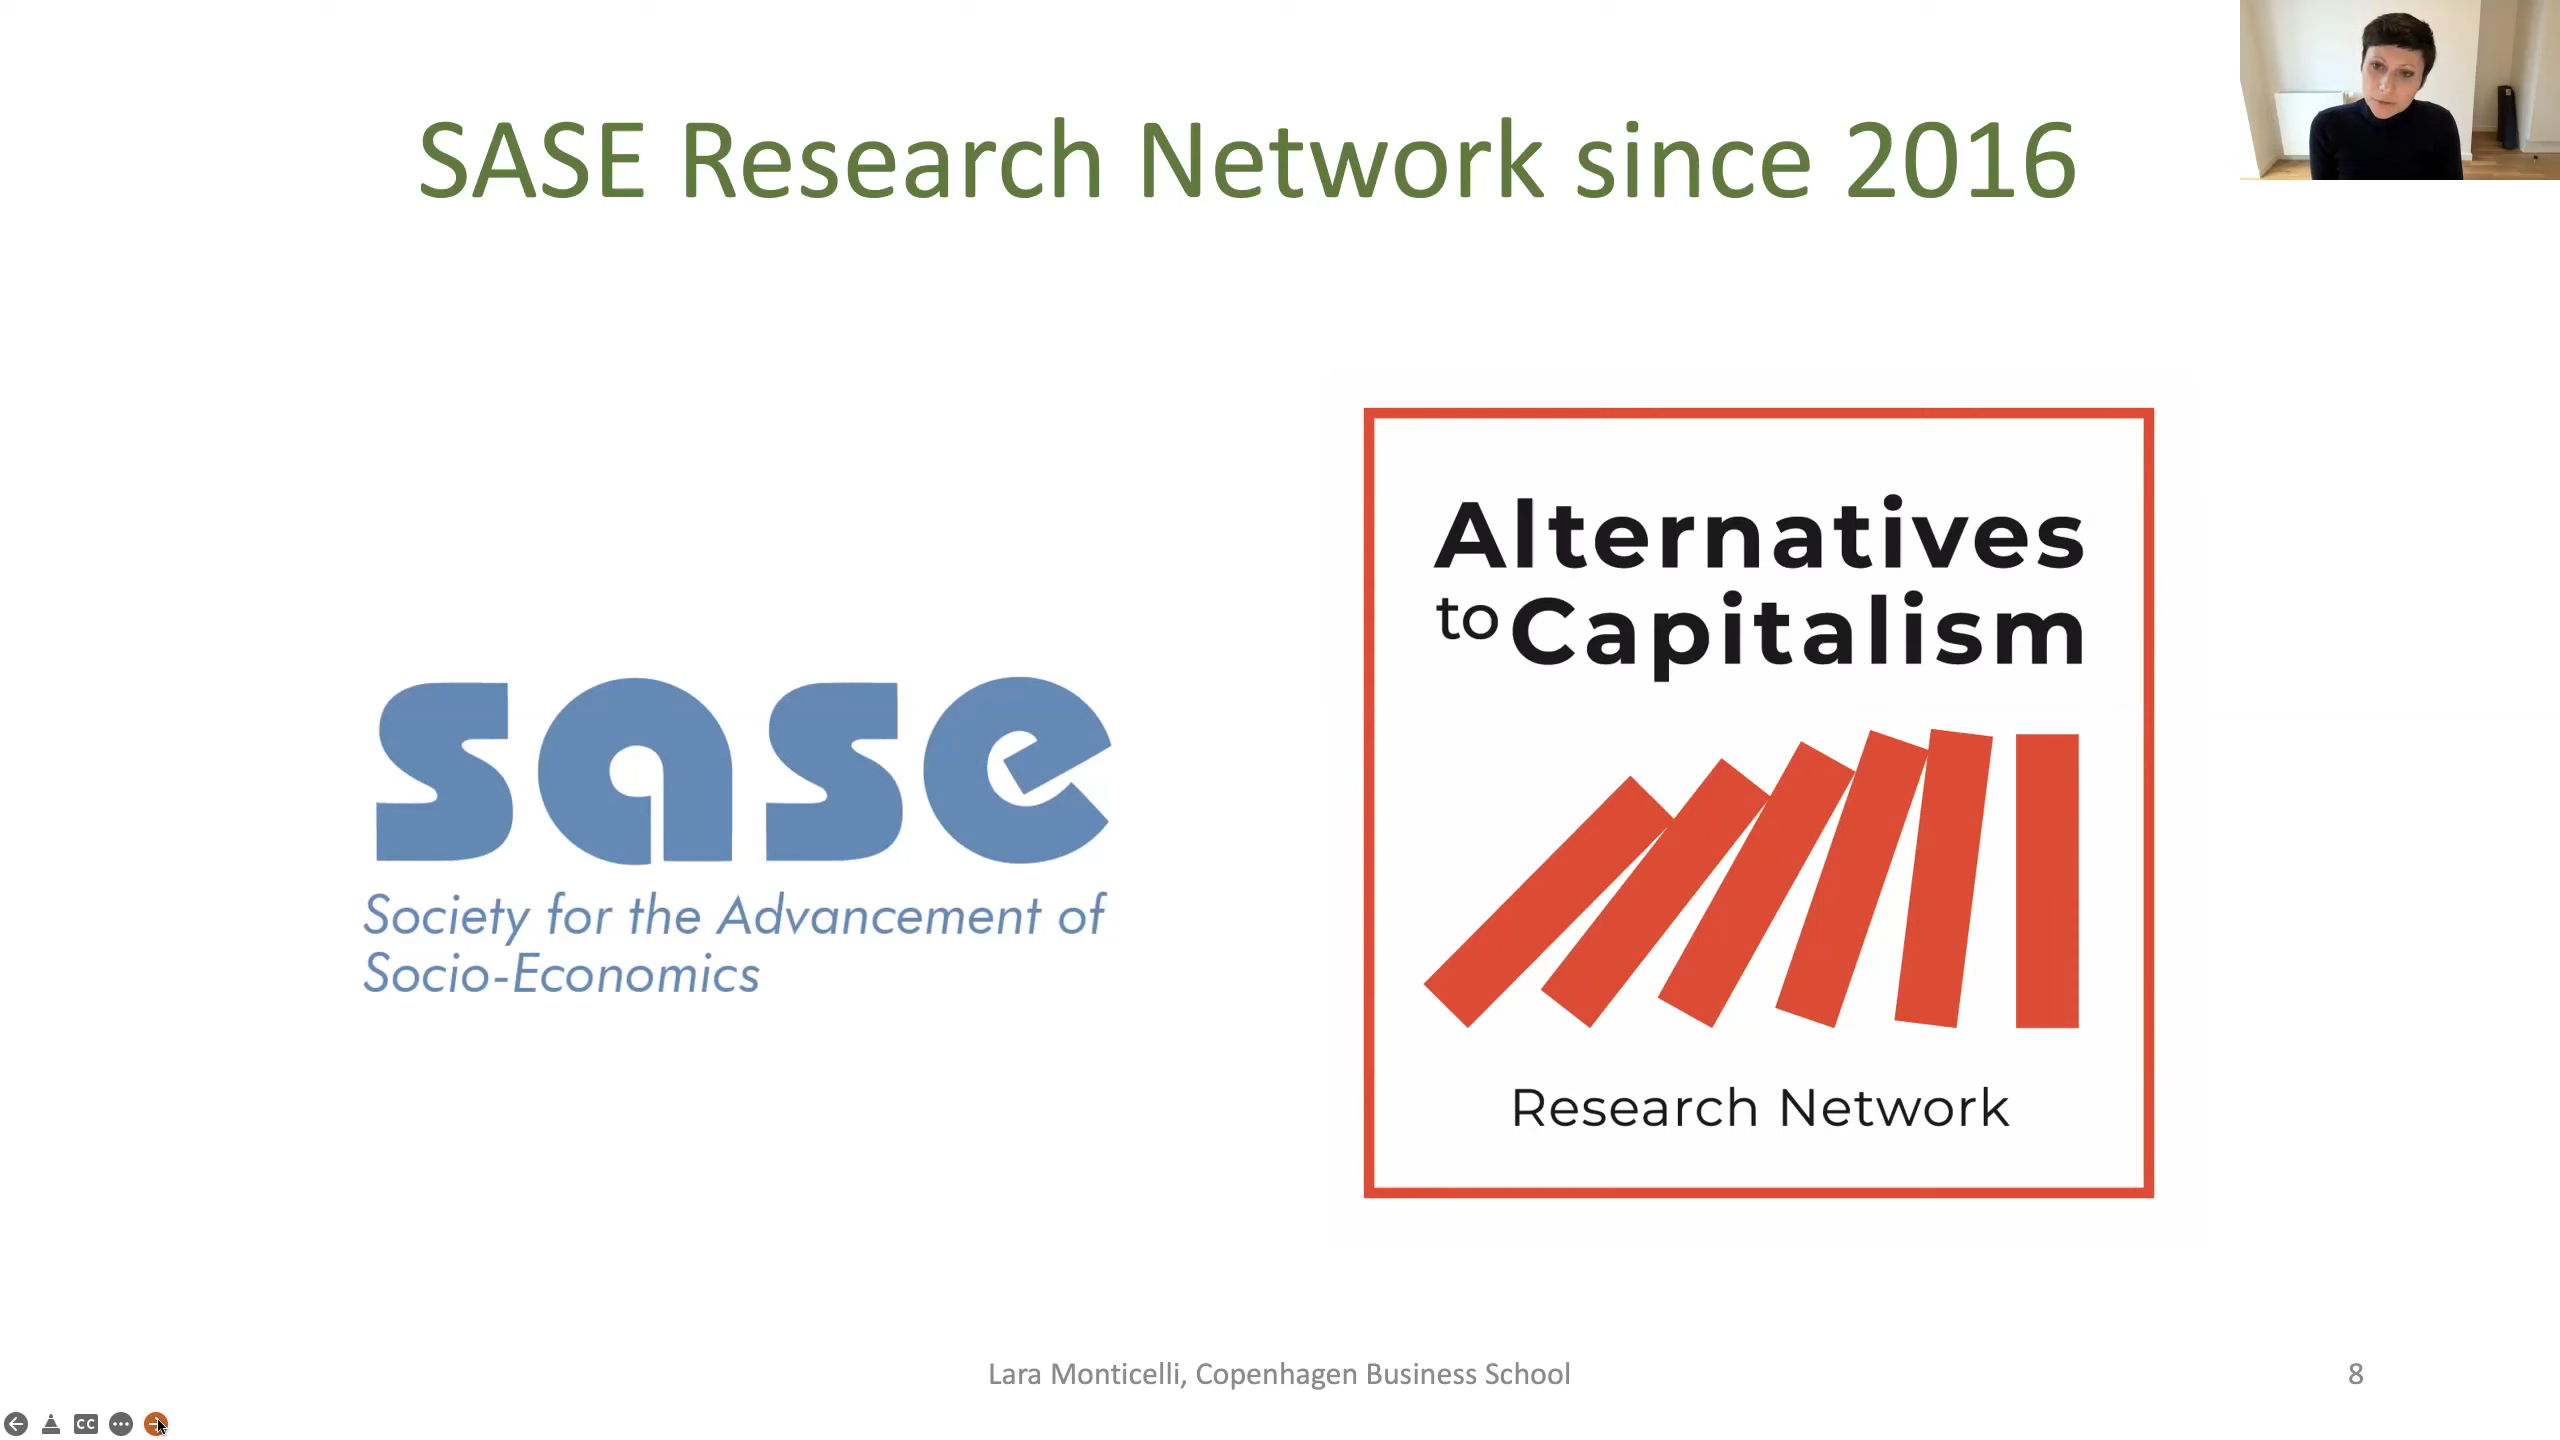 SASE Research Network since 2016
sase
Society for the Advancement of
Socio-Economics
Alternatives
to Capitalism
Research Network
Lara Monticelli, Copenhagen Business School
8
CC